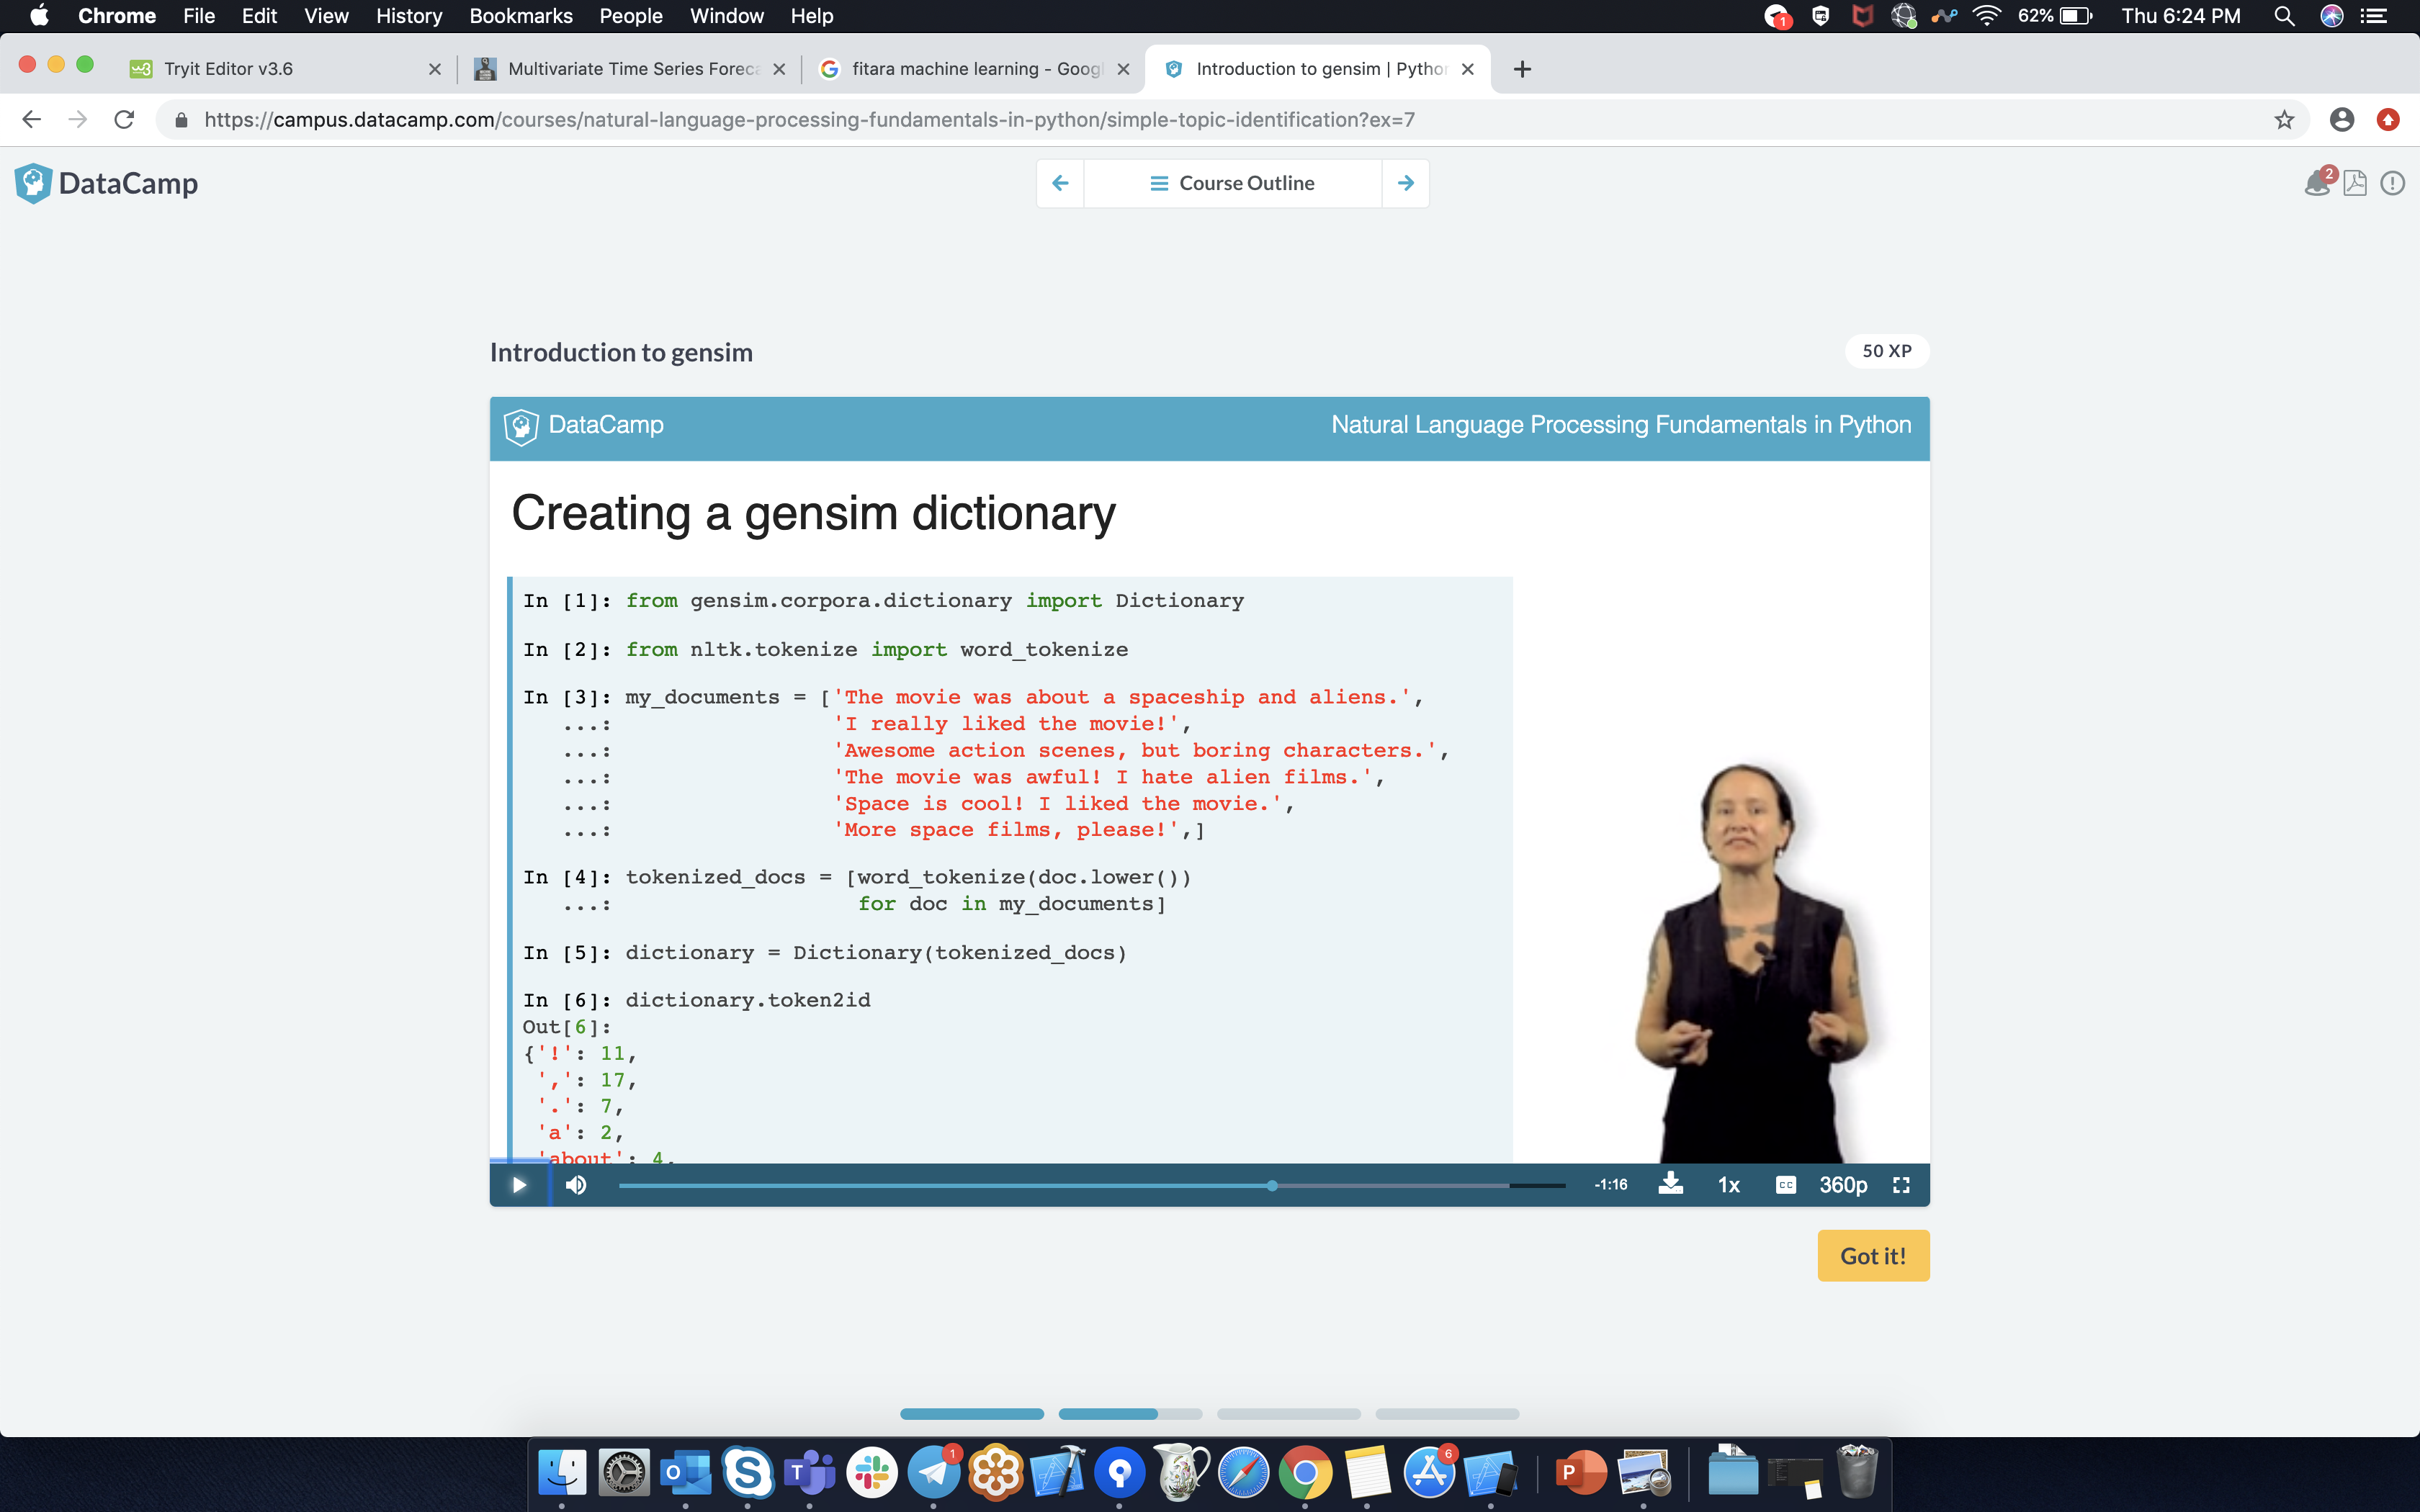 Chrome File Edit View History Bookmarks People Window Help
1 62% Thu 6:24 PM
Tryit Editor v3.6
Multivariate Time Series Foreca
fitara machine learning - Googl
Introduction to gensim | Python
https://campus.datacamp.com/courses/natural-language-processing-fundamentals-in-python/simple-topic-identification?ex=7
DataCamp
Course Outline
2
Introduction to gensim
50 XP
DataCamp
Natural Language Processing Fundamentals in Python
Creating a gensim dictionary
In [1]: from gensim.corpora.dictionary import Dictionary
In [2]: from nltk.tokenize import word_tokenize
In [3]: my_documents = ['The movie was about a spaceship and aliens.',
...: 'I really liked the movie!',
...: 'Awesome action scenes, but boring characters.',
...: 'The movie was awful! I hate alien films.',
...: 'Space is cool! I liked the movie.',
...: 'More space films, please!',]
In [4]: tokenized_docs = [word_tokenize(doc.lower())
...: for doc in my_documents]
In [5]: dictionary = Dictionary(tokenized_docs)
In [6]: dictionary.token2id
Out[6]:
{'!': 11,
',': 17,
'.': 7,
'a': 2,
'about': 4,
-1:16 1x CC 360p
Got it!
1 6